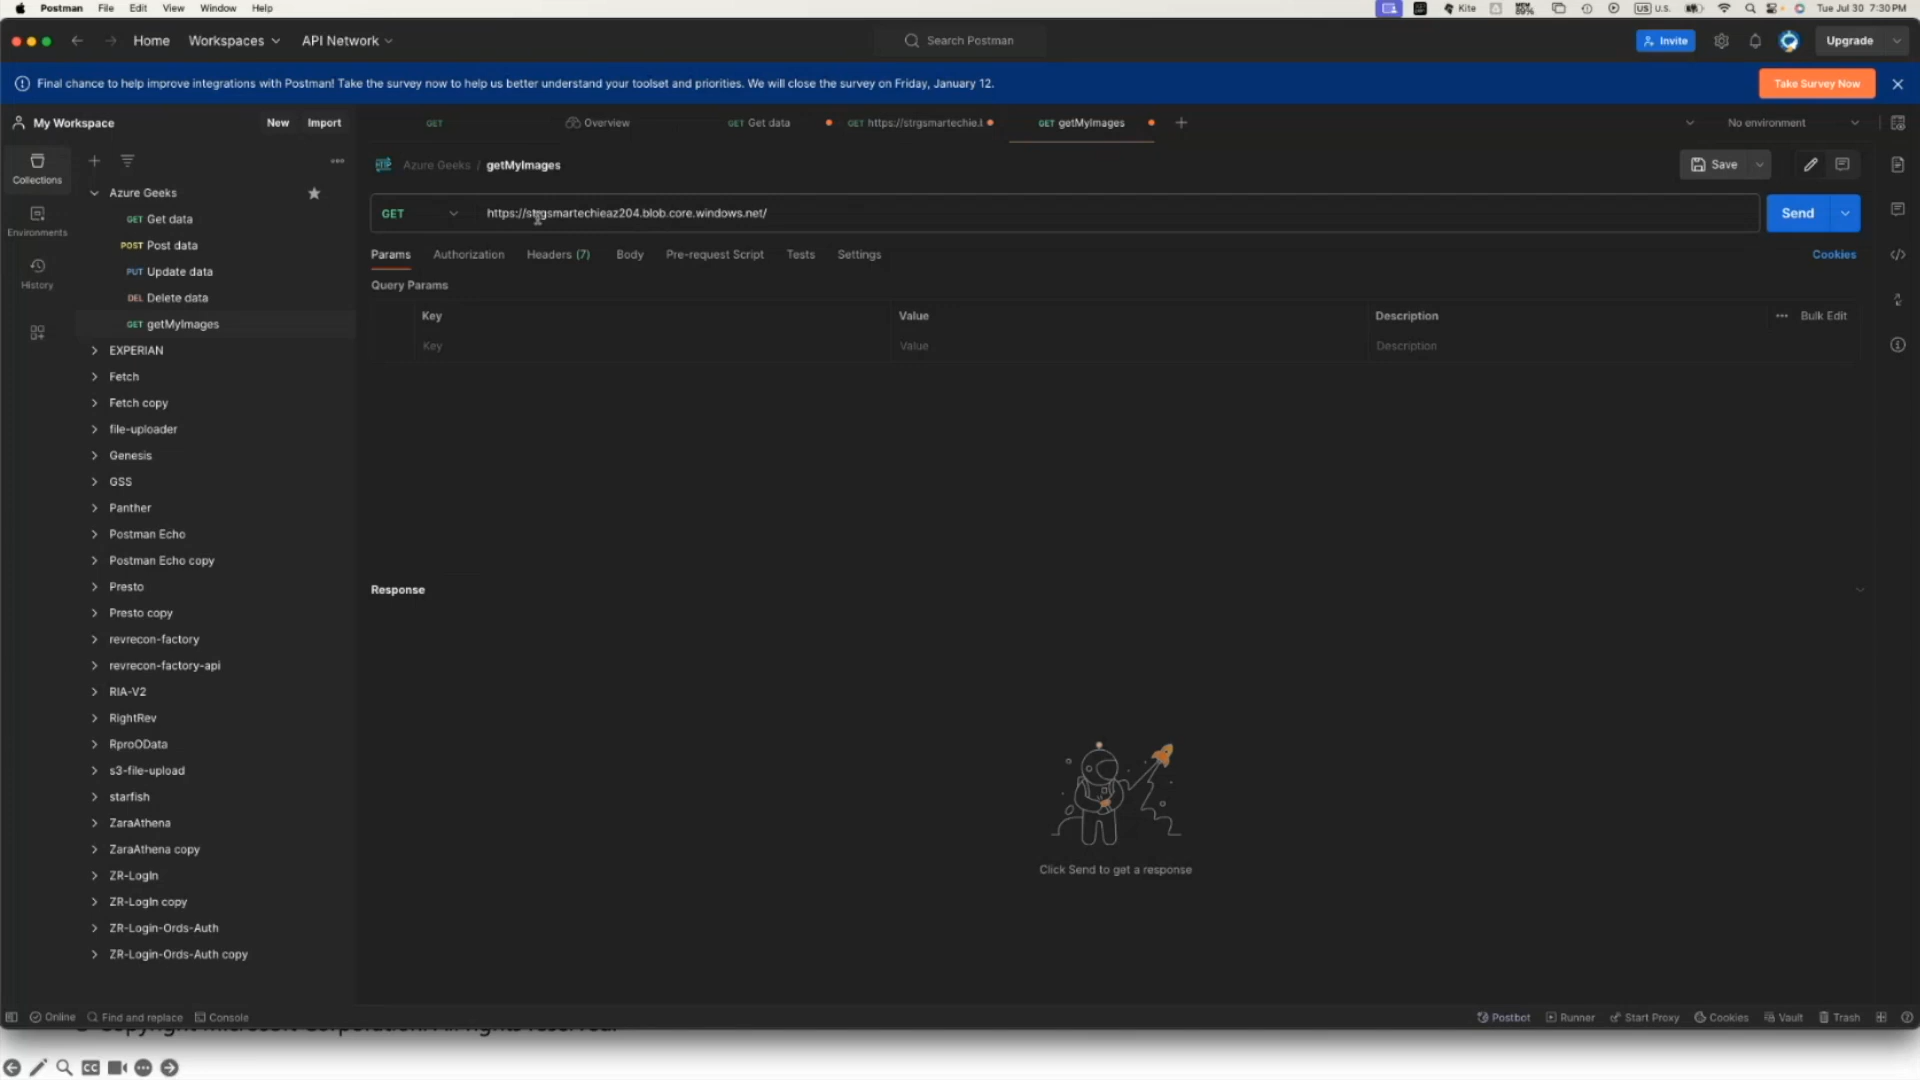 Postman File Edit View Window Help Kite U.S. Tue Jul 30 7:30 PM
Home Workspaces API Network Search Postman Invite Upgrade
Final chance to help improve integrations with Postman! Take the survey now to help us better understand your toolset and priorities. We will close the survey on Friday, January 12. Take Survey Now
My Workspace New Import GET Overview GET Get data GET https://strgsmartechie.l GET getMyImages No environment
Collections
Environments
History
Azure Geeks
GET Get data
POST Post data
PUT Update data
DEL Delete data
GET getMyImages
EXPERIAN
Fetch
Fetch copy
file-uploader
Genesis
GSS
Panther
Postman Echo
Postman Echo copy
Presto
Presto copy
revrecon-factory
revrecon-factory-api
RIA-V2
RightRev
RproOData
s3-file-upload
starfish
ZaraAthena
ZaraAthena copy
ZR-LogIn
ZR-LogIn copy
ZR-Login-Ords-Auth
ZR-Login-Ords-Auth copy
HTTP Azure Geeks / getMyImages Save
GET https://strgsmartechieaz204.blob.core.windows.net/ Send
Params Authorization Headers (7) Body Pre-request Script Tests Settings Cookies
Query Params
Key Value Description Bulk Edit
Key Value Description
Response
Click Send to get a response
Online Find and replace Console Postbot Runner Start Proxy Cookies Vault Trash
Copyright Microsoft Corporation. All rights reserved.
CC